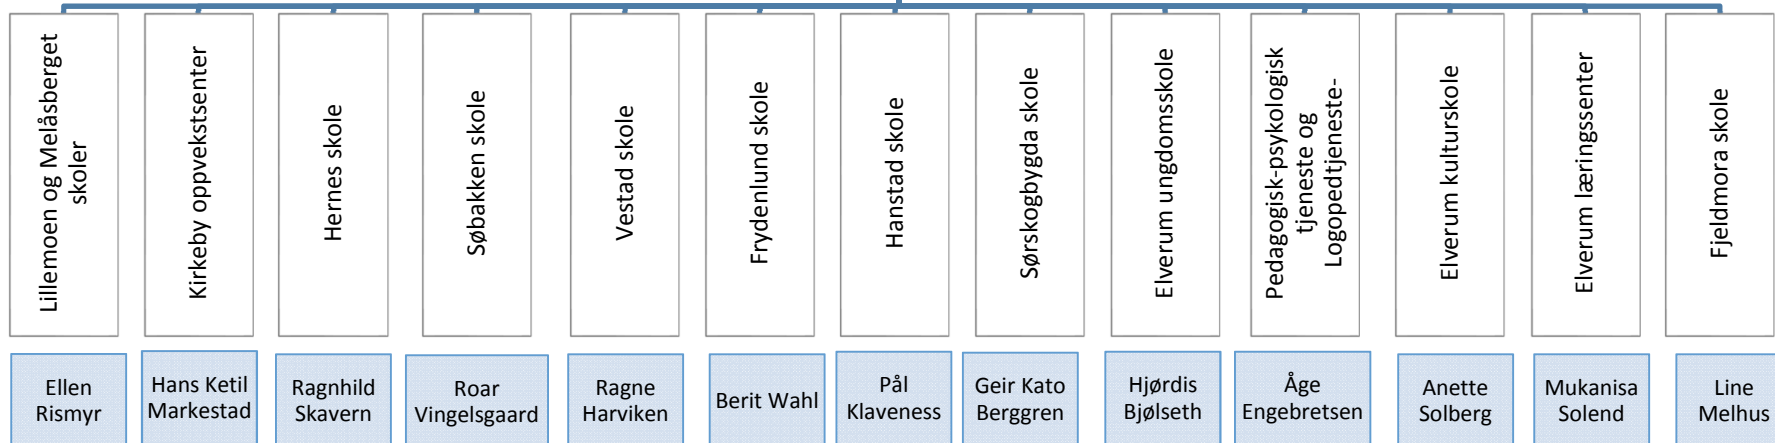 Lillemoen og Melåsberget
skoler
Kirkeby oppvekstsenter
Hernes skole
Søbakken skole
Vestad skole
Frydenlund skole
Hanstad skole
Sørskogbygda skole
Elverum ungdomsskole
Pedagogisk-psykologisk
tjeneste og
Logopedtjeneste-
Elverum kulturskole
Elverum læringssenter
Fjeldmora skole
Ellen
Rismyr
Hans Ketil
Markestad
Ragnhild
Skavern
Roar
Vingelsgaard
Ragne
Harviken
Berit Wahl
Pål
Klaveness
Geir Kato
Berggren
Hjørdis
Bjølseth
Åge
Engebretsen
Anette
Solberg
Mukanisa
Solend
Line
Melhus